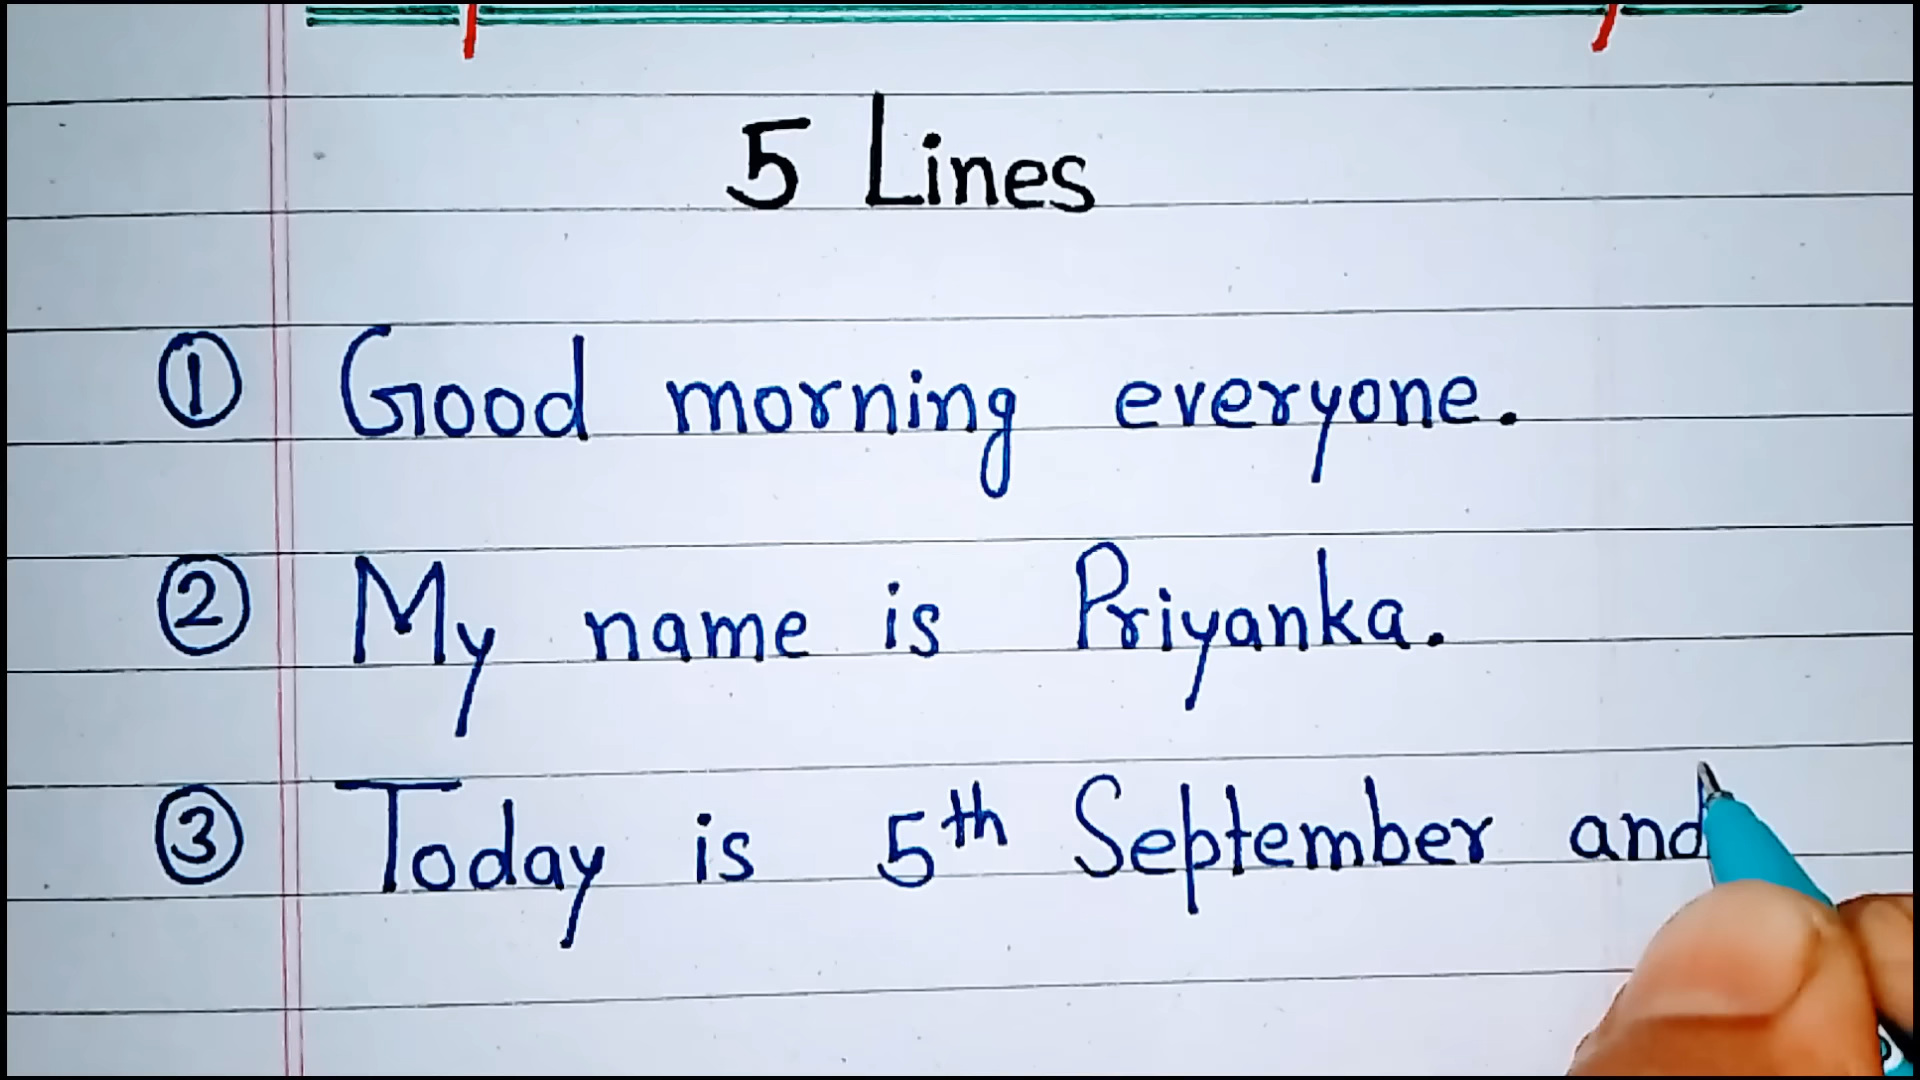 5 Lines
① Good morning everyone.
② My name is Priyanka.
③ Today is 5th September and